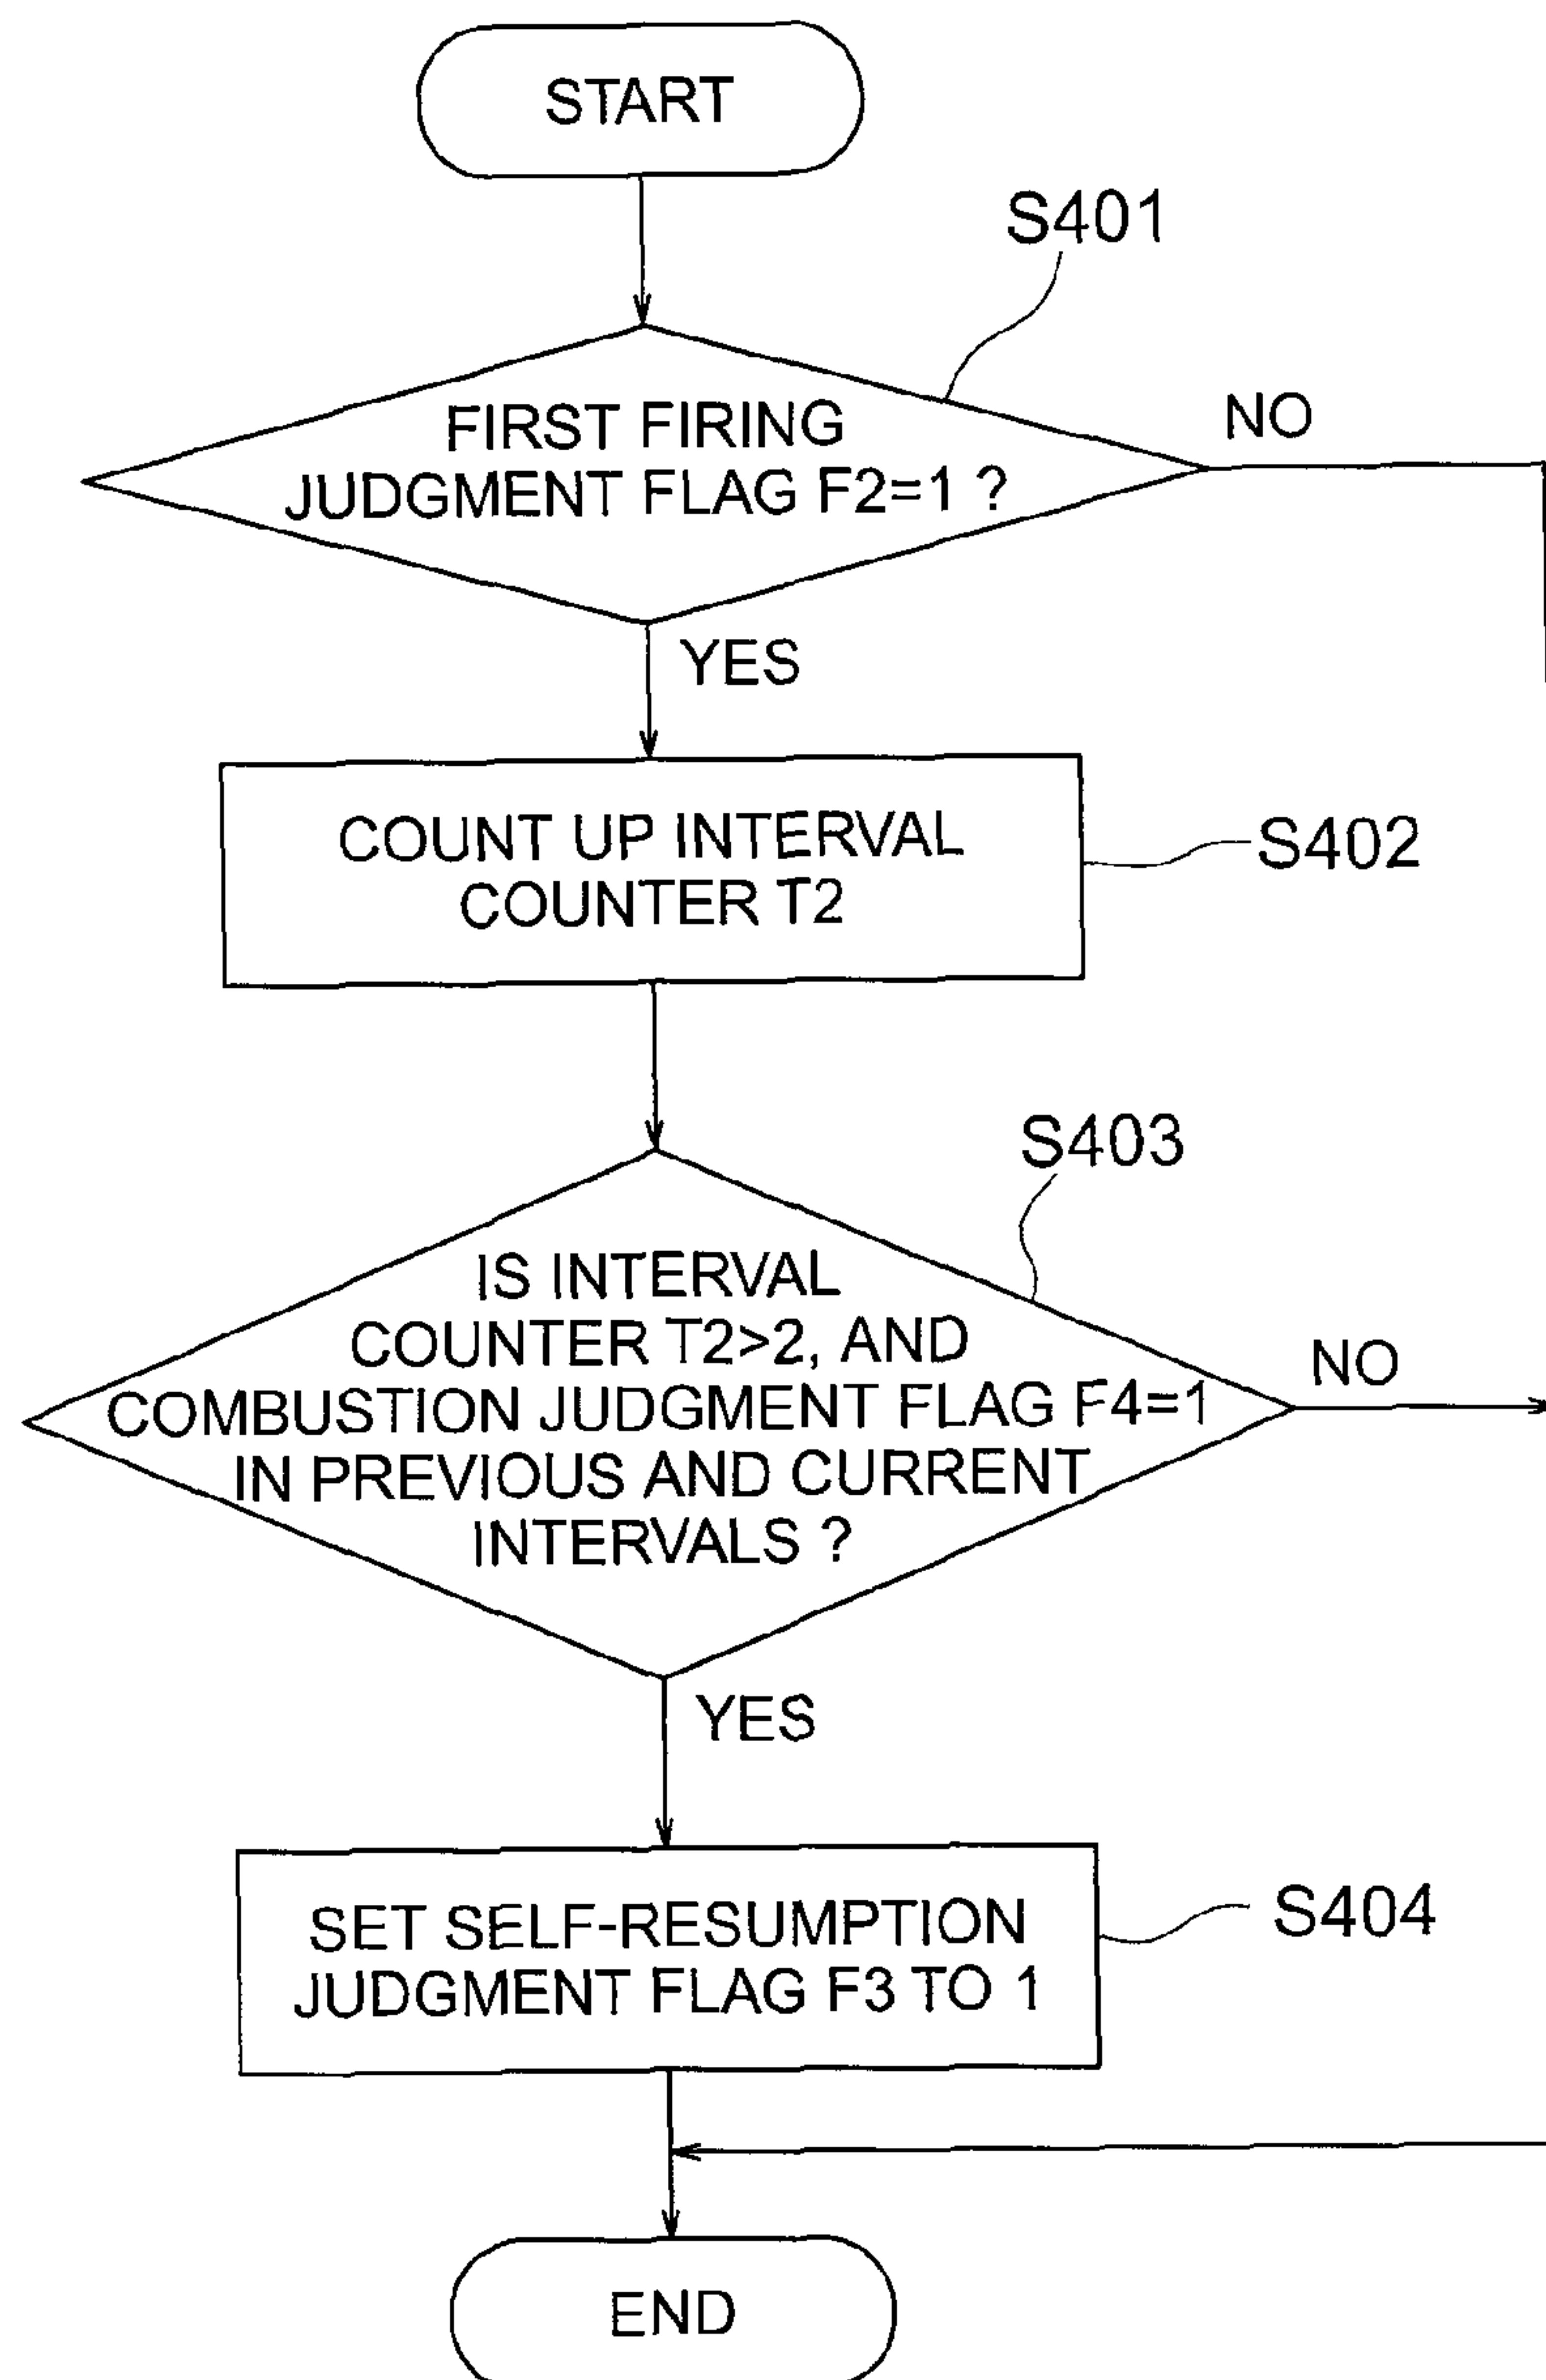 START
S401
FIRST FIRING
JUDGMENT FLAG F2=1 ?
NO
YES
COUNT UP INTERVAL
COUNTER T2
S402
S403
IS INTERVAL
COUNTER T2>2, AND
COMBUSTION JUDGMENT FLAG F4=1
IN PREVIOUS AND CURRENT
INTERVALS ?
NO
YES
SET SELF-RESUMPTION
JUDGMENT FLAG F3 TO 1
S404
END